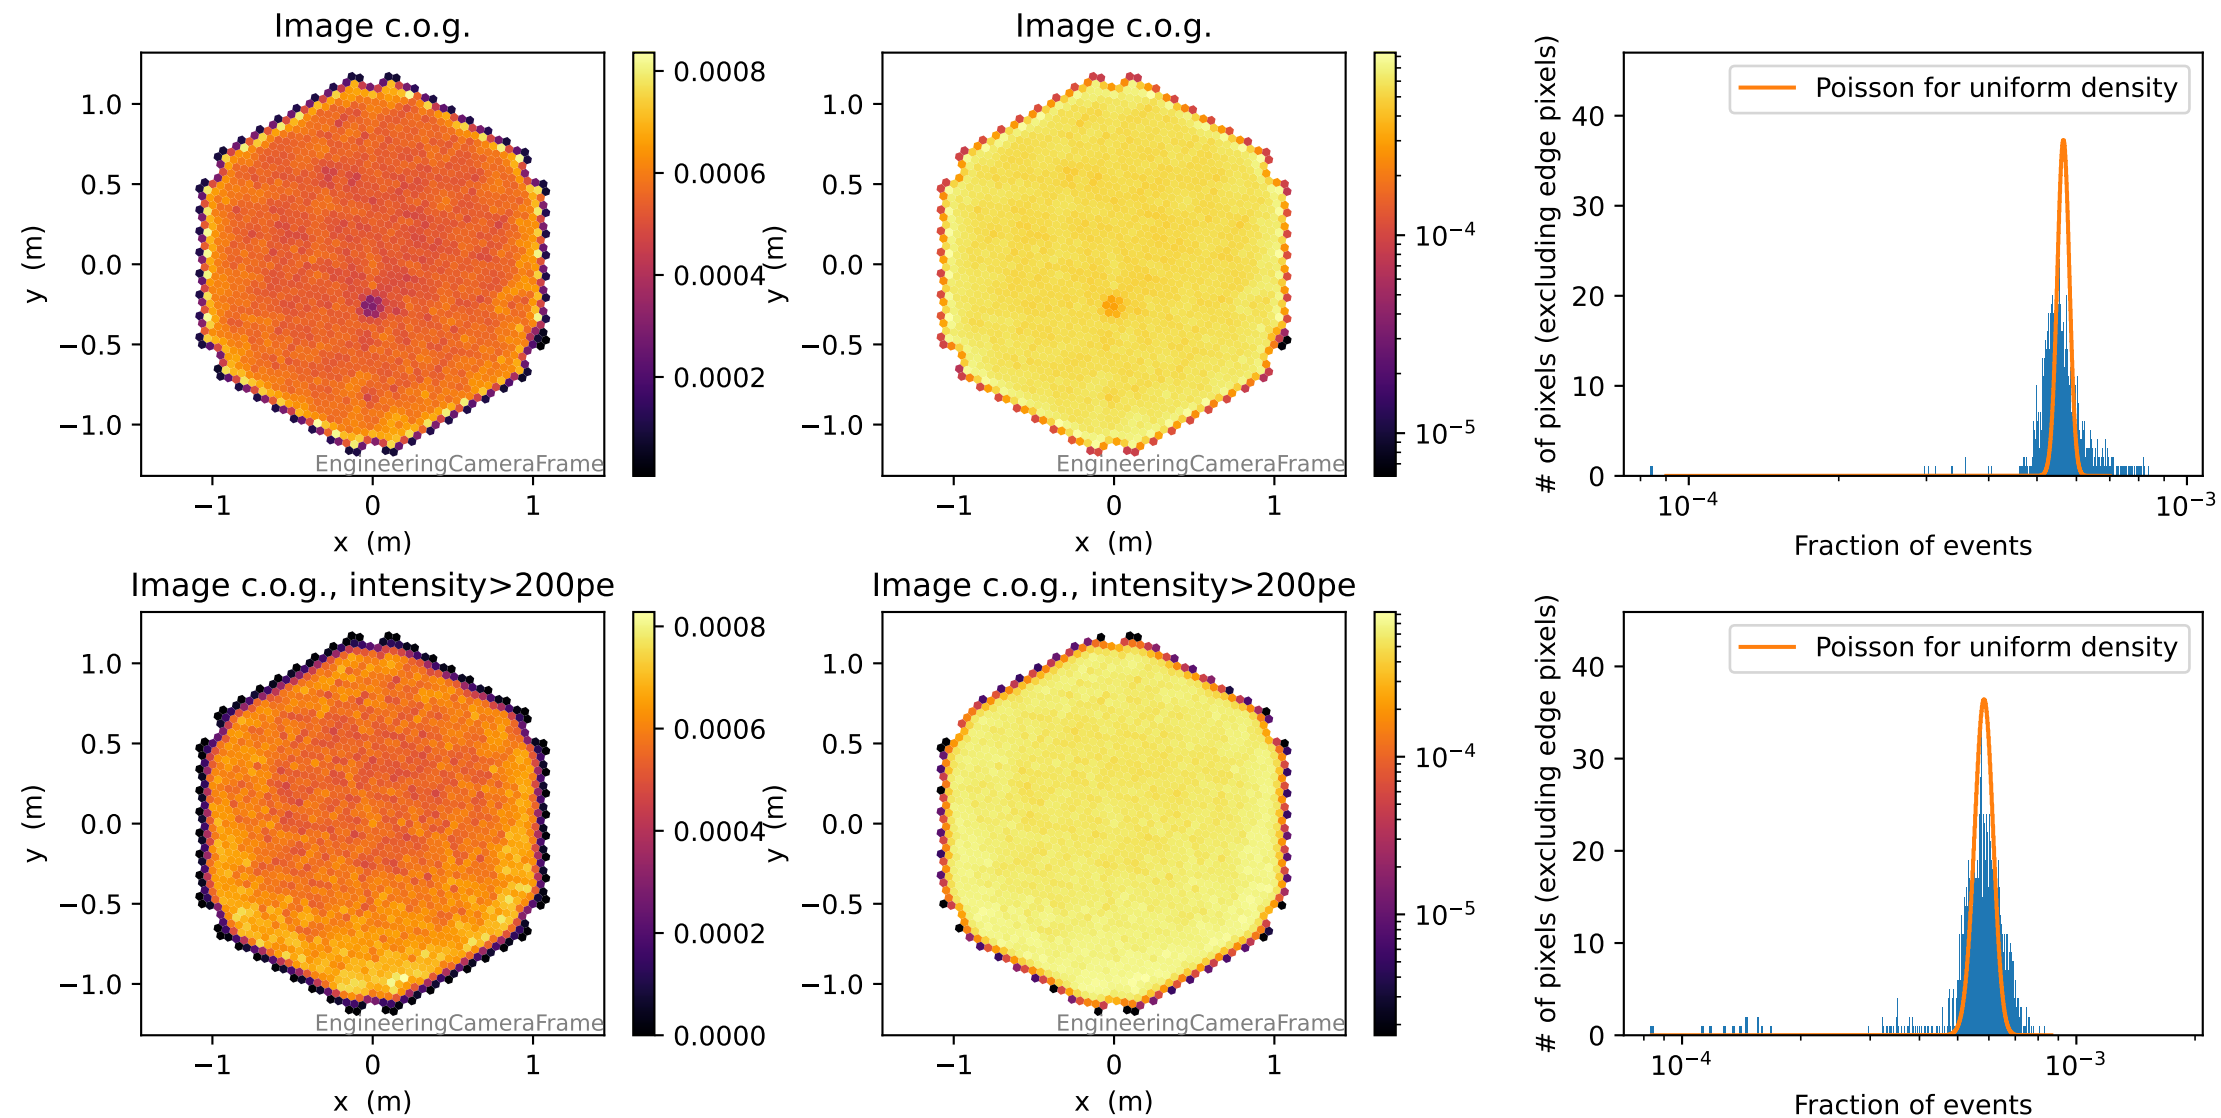 Image c.o.g.
y (m)
1.0
0.5
0.0
−0.5
−1.0
−1
0
1
x (m)
EngineeringCameraFrame
0.0008
0.0006
0.0004
0.0002
Image c.o.g.
y (m)
1.0
0.5
0.0
−0.5
−1.0
−1
0
1
x (m)
EngineeringCameraFrame
10⁻⁴
10⁻⁵
# of pixels (excluding edge pixels)
40
30
20
10
0
Poisson for uniform density
10⁻⁴
10⁻³
Fraction of events
Image c.o.g., intensity>200pe
y (m)
1.0
0.5
0.0
−0.5
−1.0
−1
0
1
x (m)
EngineeringCameraFrame
0.0008
0.0006
0.0004
0.0002
0.0000
Image c.o.g., intensity>200pe
y (m)
1.0
0.5
0.0
−0.5
−1.0
−1
0
1
x (m)
EngineeringCameraFrame
10⁻⁴
10⁻⁵
# of pixels (excluding edge pixels)
40
30
20
10
0
Poisson for uniform density
10⁻⁴
10⁻³
Fraction of events